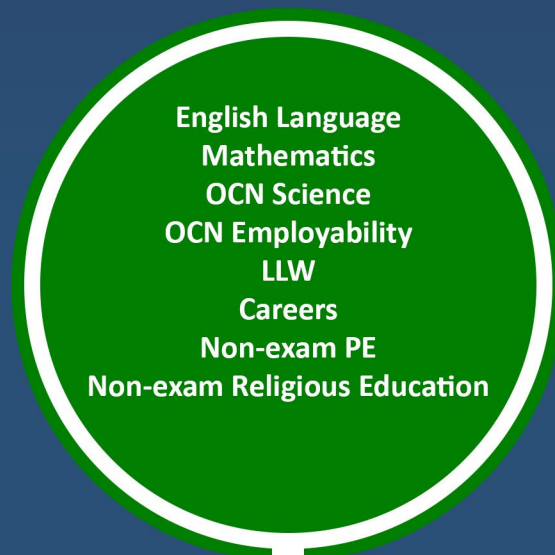 English Language
Mathematics
OCN Science
OCN Employability
LLW
Careers
Non-exam PE
Non-exam Religious Education